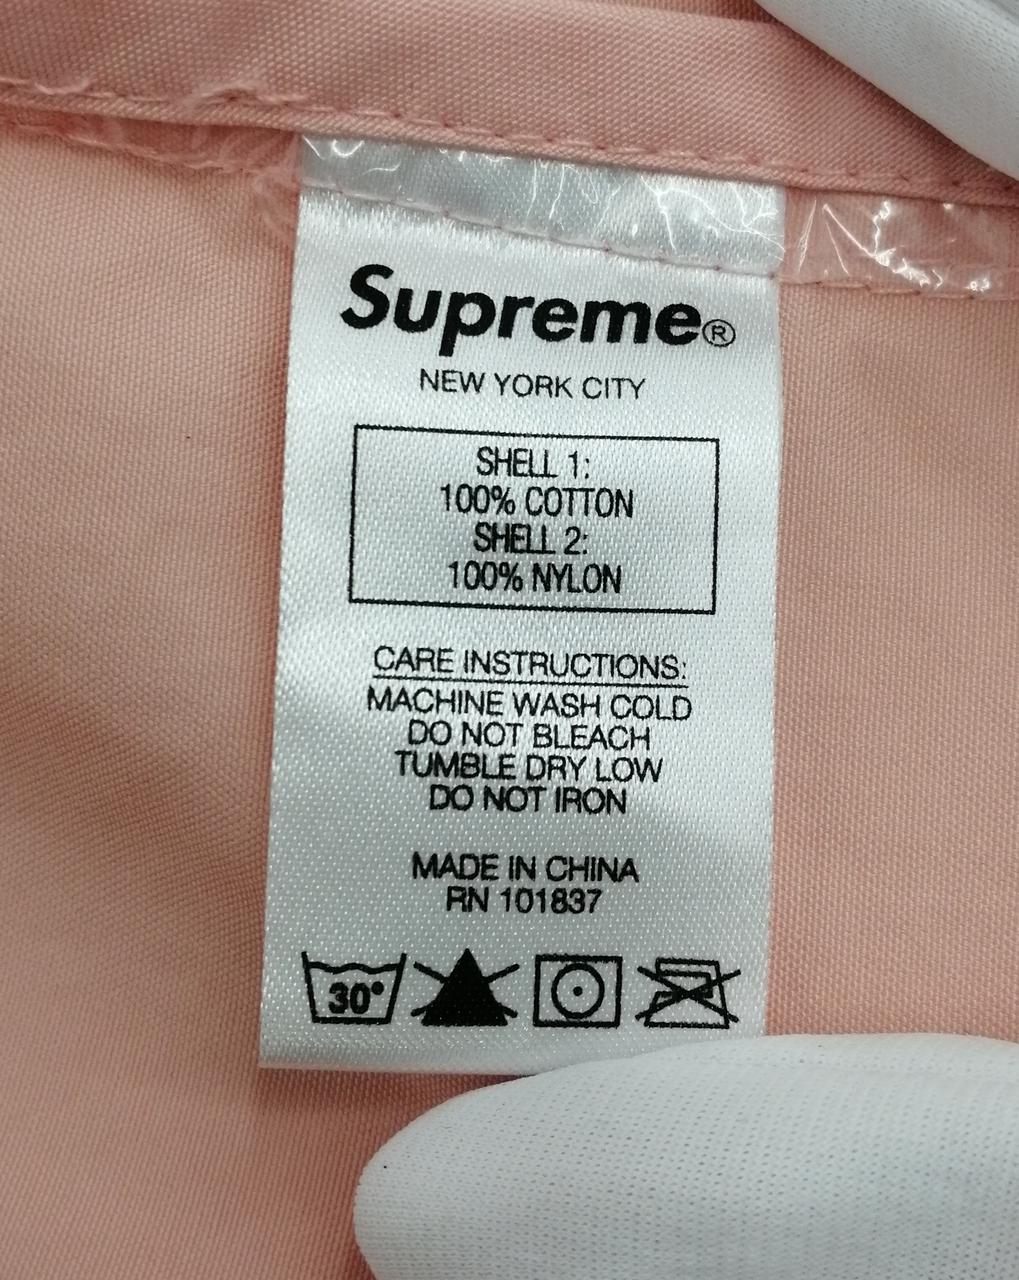 Supreme®
NEW YORK CITY
SHELL 1:
100% COTTON
SHELL 2:
100% NYLON
CARE INSTRUCTIONS:
MACHINE WASH COLD
DO NOT BLEACH
TUMBLE DRY LOW
DO NOT IRON
MADE IN CHINA
RN 101837
30°